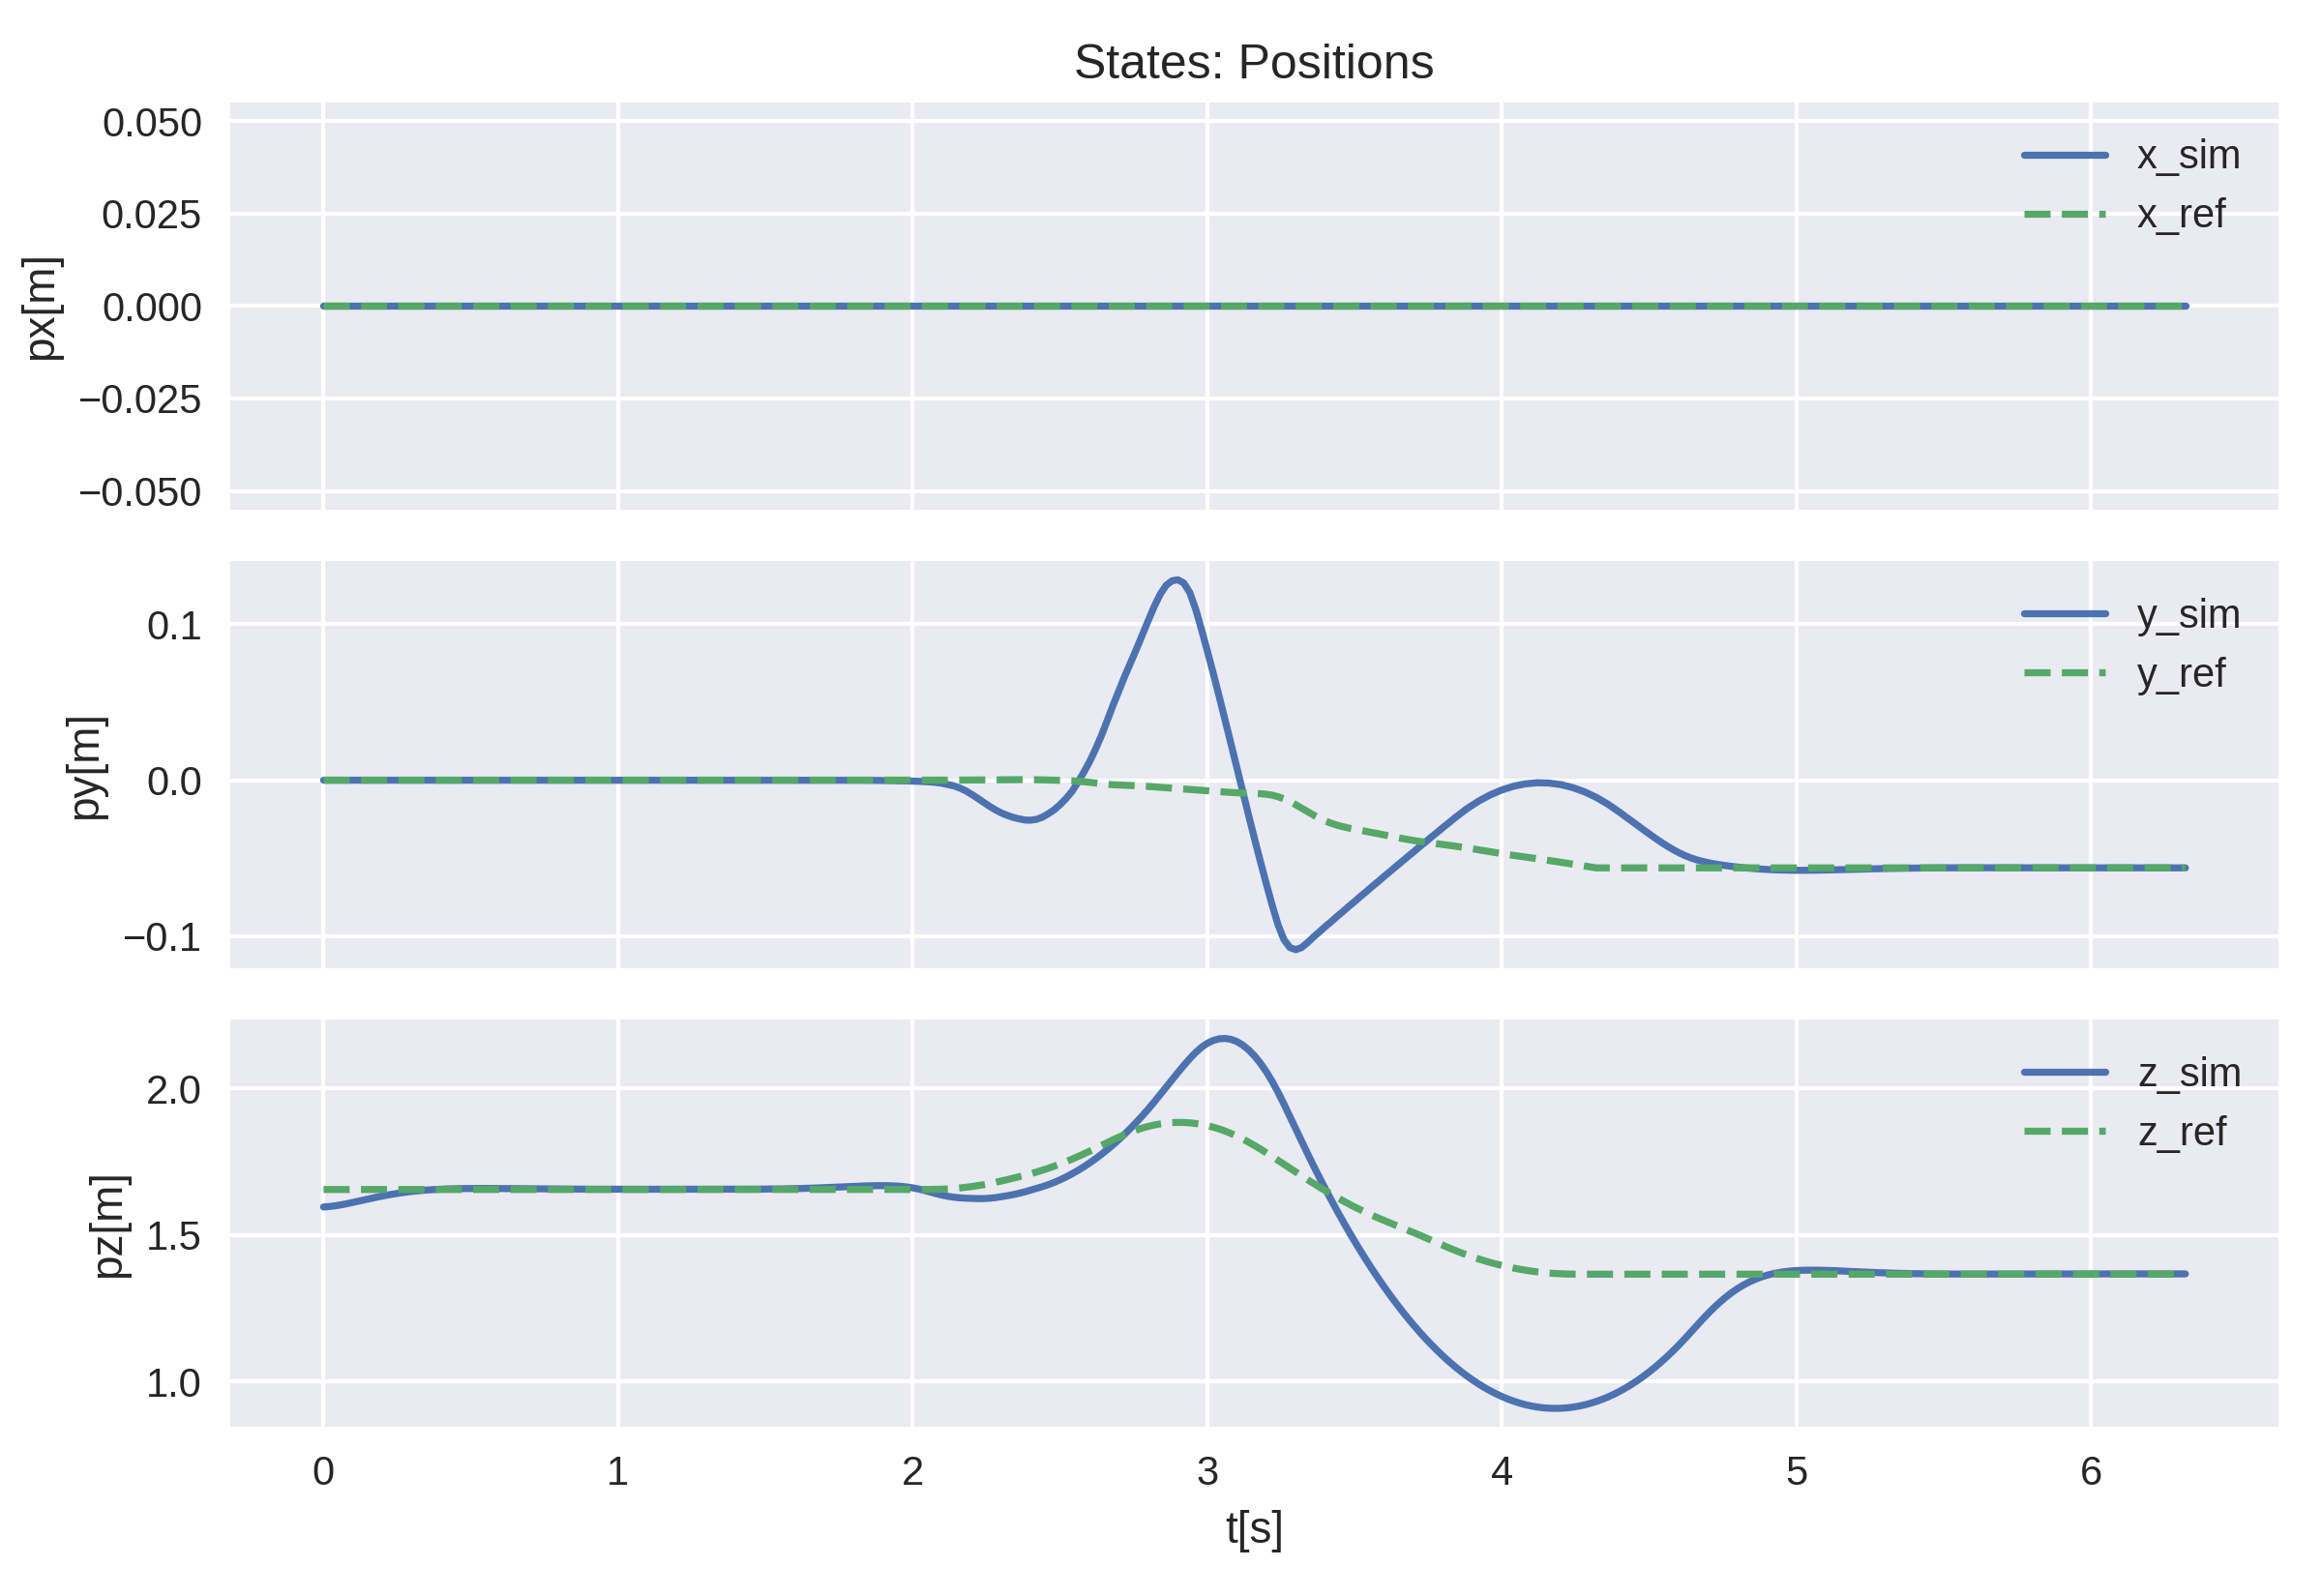 States: Positions
0.050
0.025
0.000
−0.025
−0.050
px[m]
x_sim
x_ref
0.1
0.0
−0.1
py[m]
y_sim
y_ref
2.0
1.5
1.0
pz[m]
z_sim
z_ref
0 1 2 3 4 5 6
t[s]